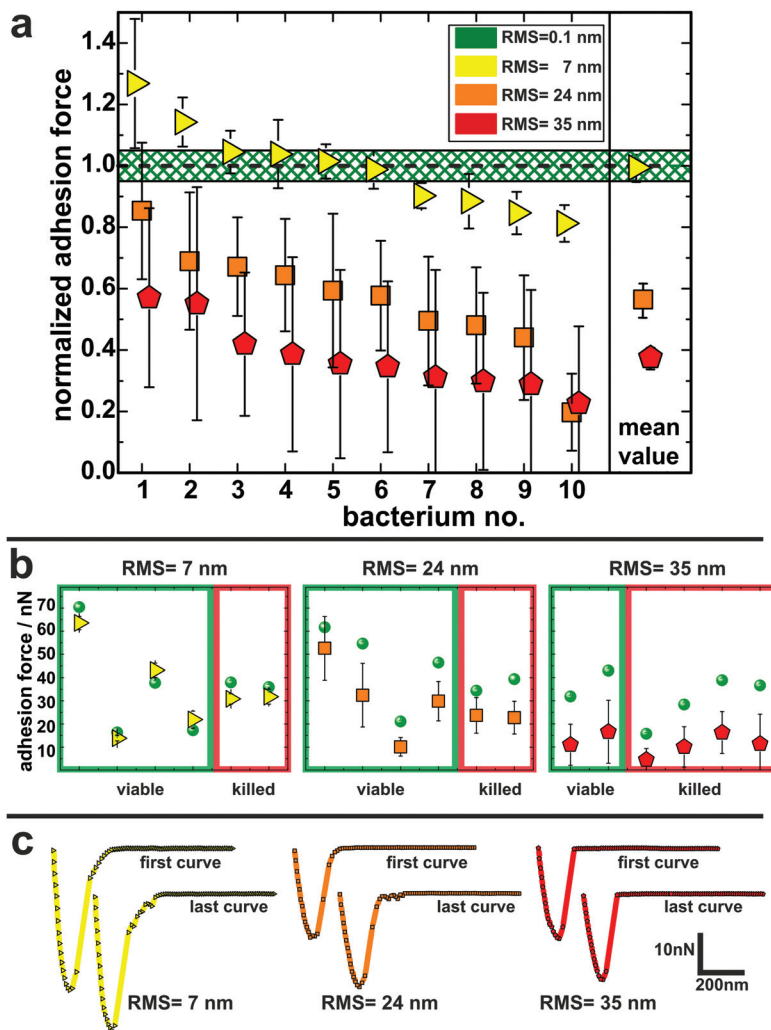 a
normalized adhesion force
1.4
1.2
1.0
0.8
0.6
0.4
0.2
0.0
RMS=0.1 nm
RMS= 7 nm
RMS= 24 nm
RMS= 35 nm
mean
value
1 2 3 4 5 6 7 8 9 10
bacterium no.
b
RMS= 7 nm RMS= 24 nm RMS= 35 nm
adhesion force / nN
70
60
50
40
30
20
10
viable killed viable killed viable killed
c
first curve first curve first curve
last curve last curve last curve
10nN
200nm
RMS= 7 nm RMS= 24 nm RMS= 35 nm